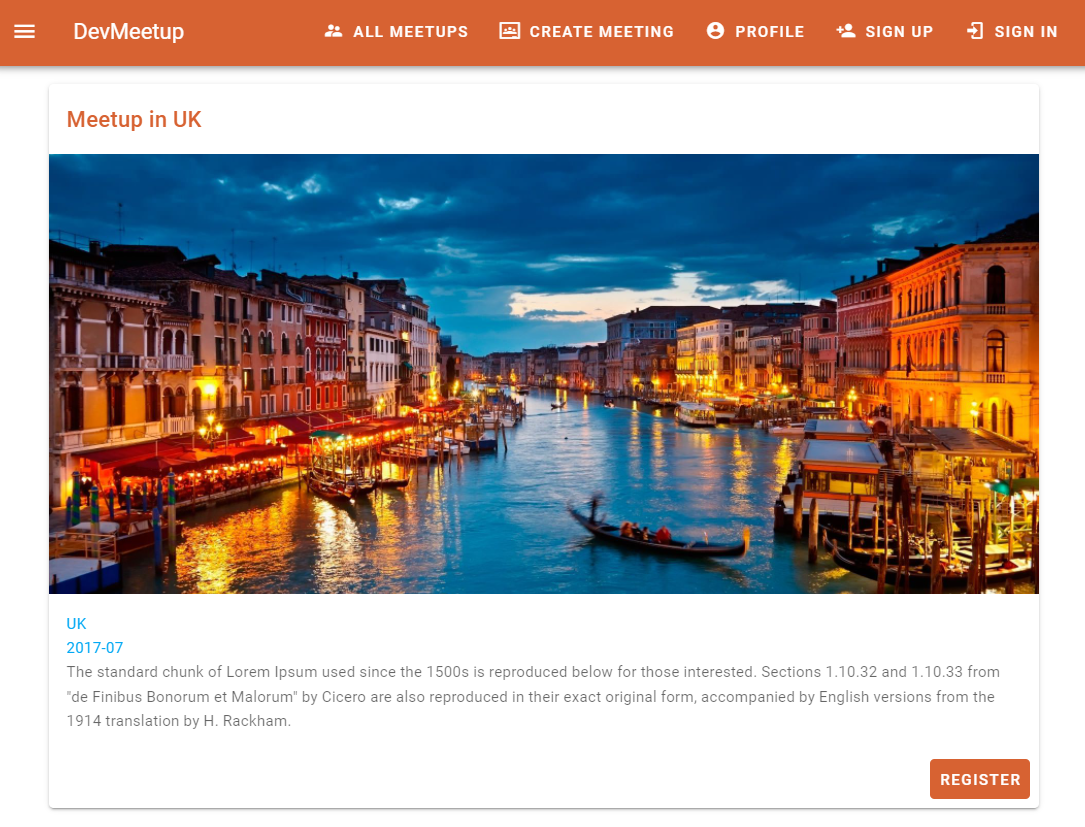 DevMeetup
ALL MEETUPS
CREATE MEETING
PROFILE
SIGN UP
SIGN IN
Meetup in UK
UK
2017-07
The standard chunk of Lorem Ipsum used since the 1500s is reproduced below for those interested. Sections 1.10.32 and 1.10.33 from
"de Finibus Bonorum et Malorum" by Cicero are also reproduced in their exact original form, accompanied by English versions from the
1914 translation by H. Rackham.
REGISTER